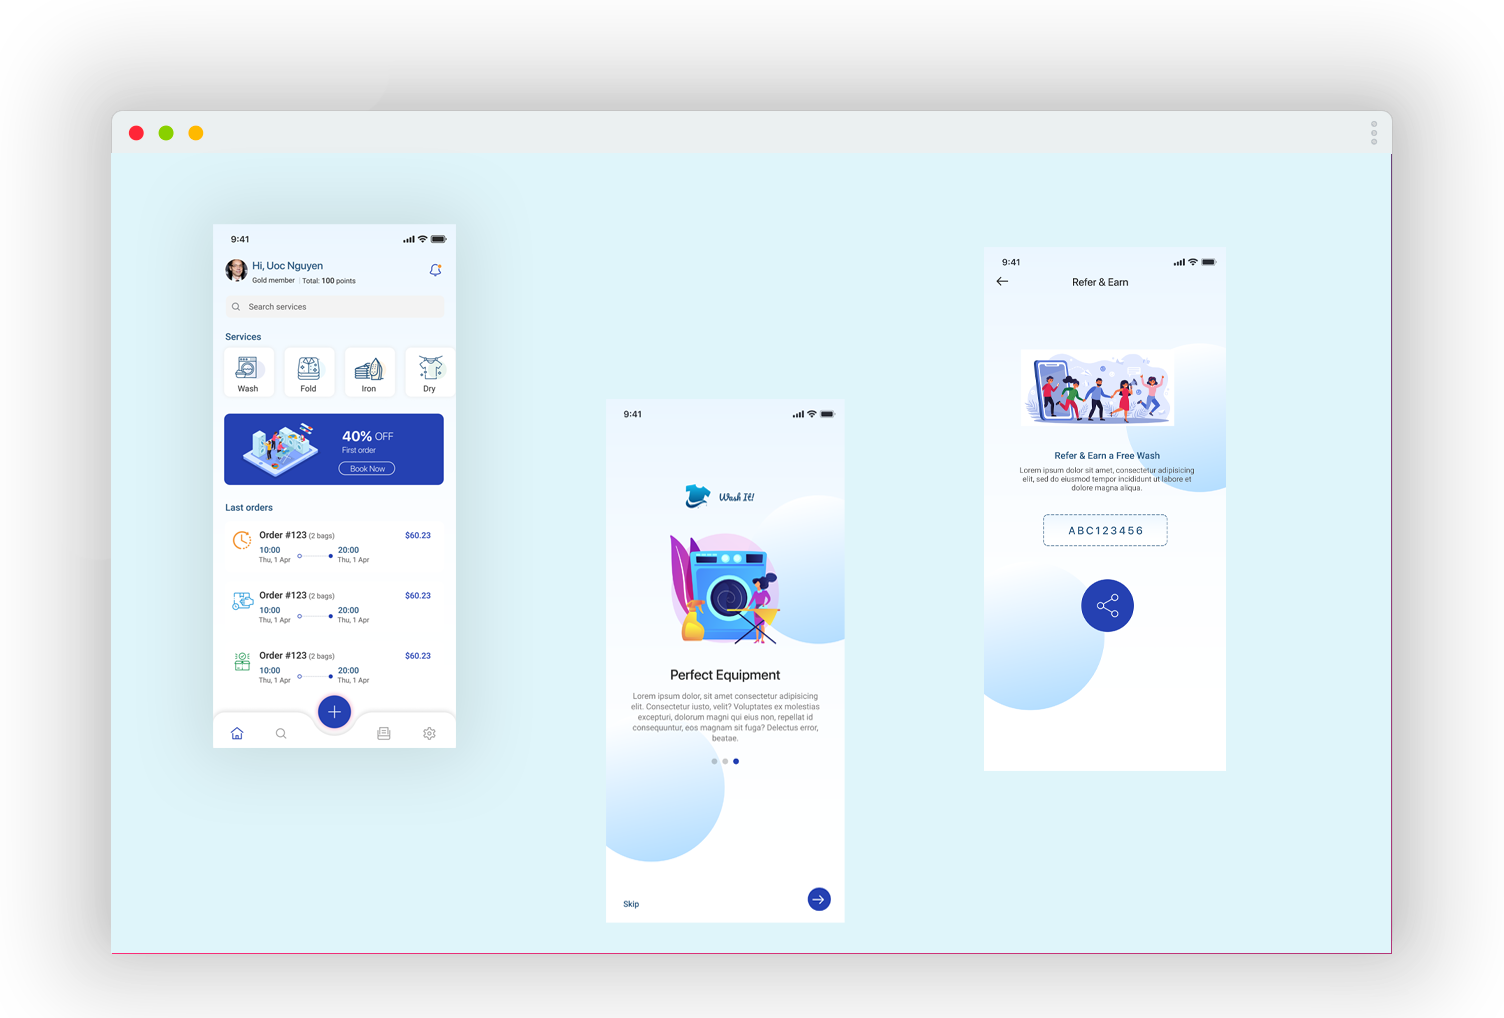 9:41
Hi, Uoc Nguyen
Gold member | Total: 100 points
Search services
Services
Wash
Fold
Iron
Dry
40% OFF
First order
Book Now
Last orders
Order #123 (2 bags) $60.23
10:00 20:00
Thu, 1 Apr Thu, 1 Apr
Order #123 (2 bags) $60.23
10:00 20:00
Thu, 1 Apr Thu, 1 Apr
Order #123 (2 bags) $60.23
10:00 20:00
Thu, 1 Apr Thu, 1 Apr
9:41
Wash It!
Perfect Equipment
Lorem ipsum dolor, sit amet consectetur adipisicing
elit. Consectetur iusto, velit? Voluptates ex molestias
excepturi, dolorum magni qui eius non, repellat id
consequuntur, eos magnam sit fuga? Delectus error,
beatae.
Skip
9:41
Refer & Earn
Refer & Earn a Free Wash
Lorem ipsum dolor sit amet, consectetur adipisicing
elit, sed do eiusmod tempor incididunt ut labore et
dolore magna aliqua.
ABC123456